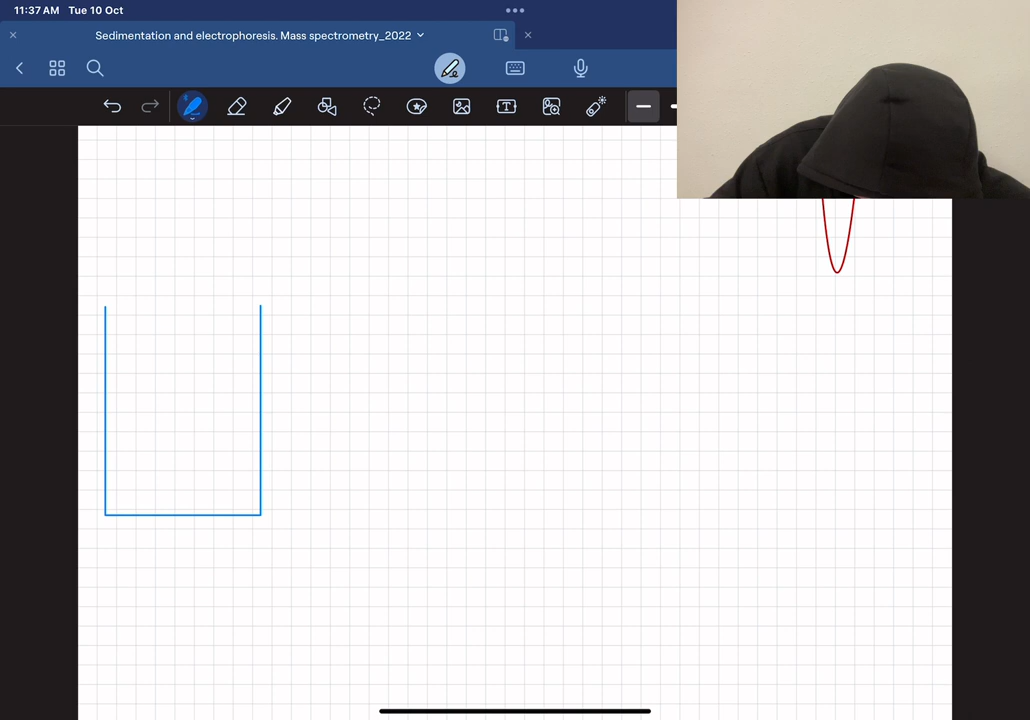 11:37 AM Tue 10 Oct
Sedimentation and electrophoresis. Mass spectrometry_2022
T